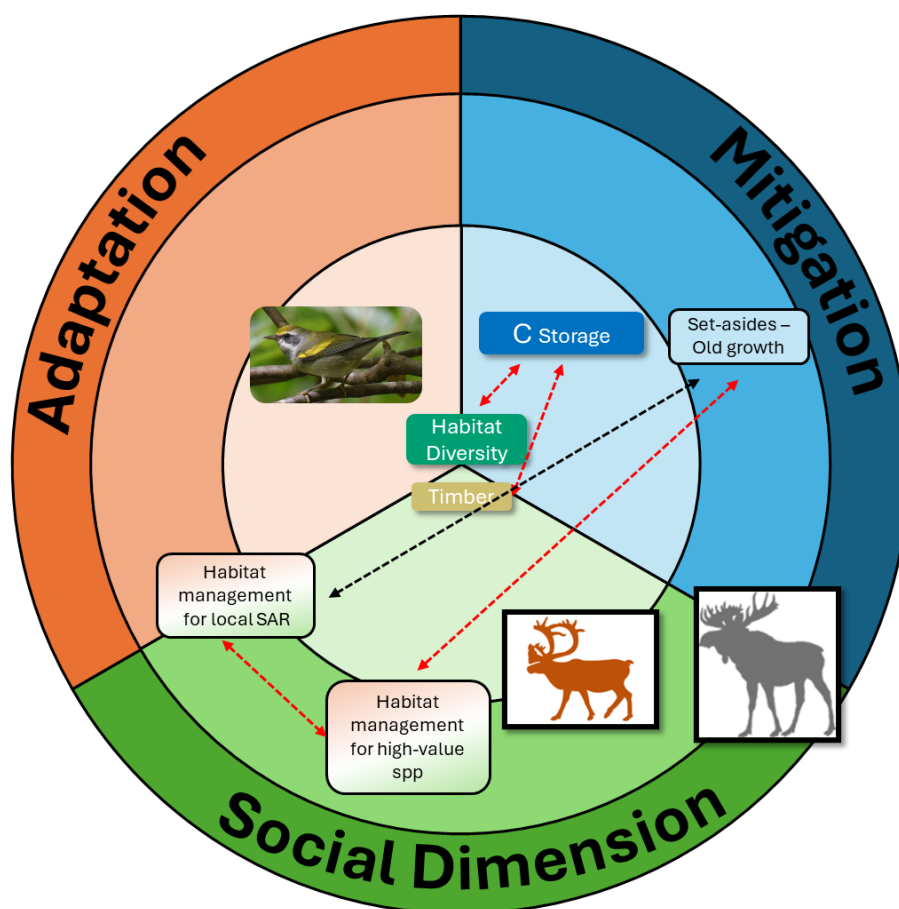 Adaptation
Mitigation
C Storage
Set-asides –
Old growth
Habitat
Diversity
Timber
Habitat
management
for local SAR
Habitat
management
for high-value
spp
Social Dimension